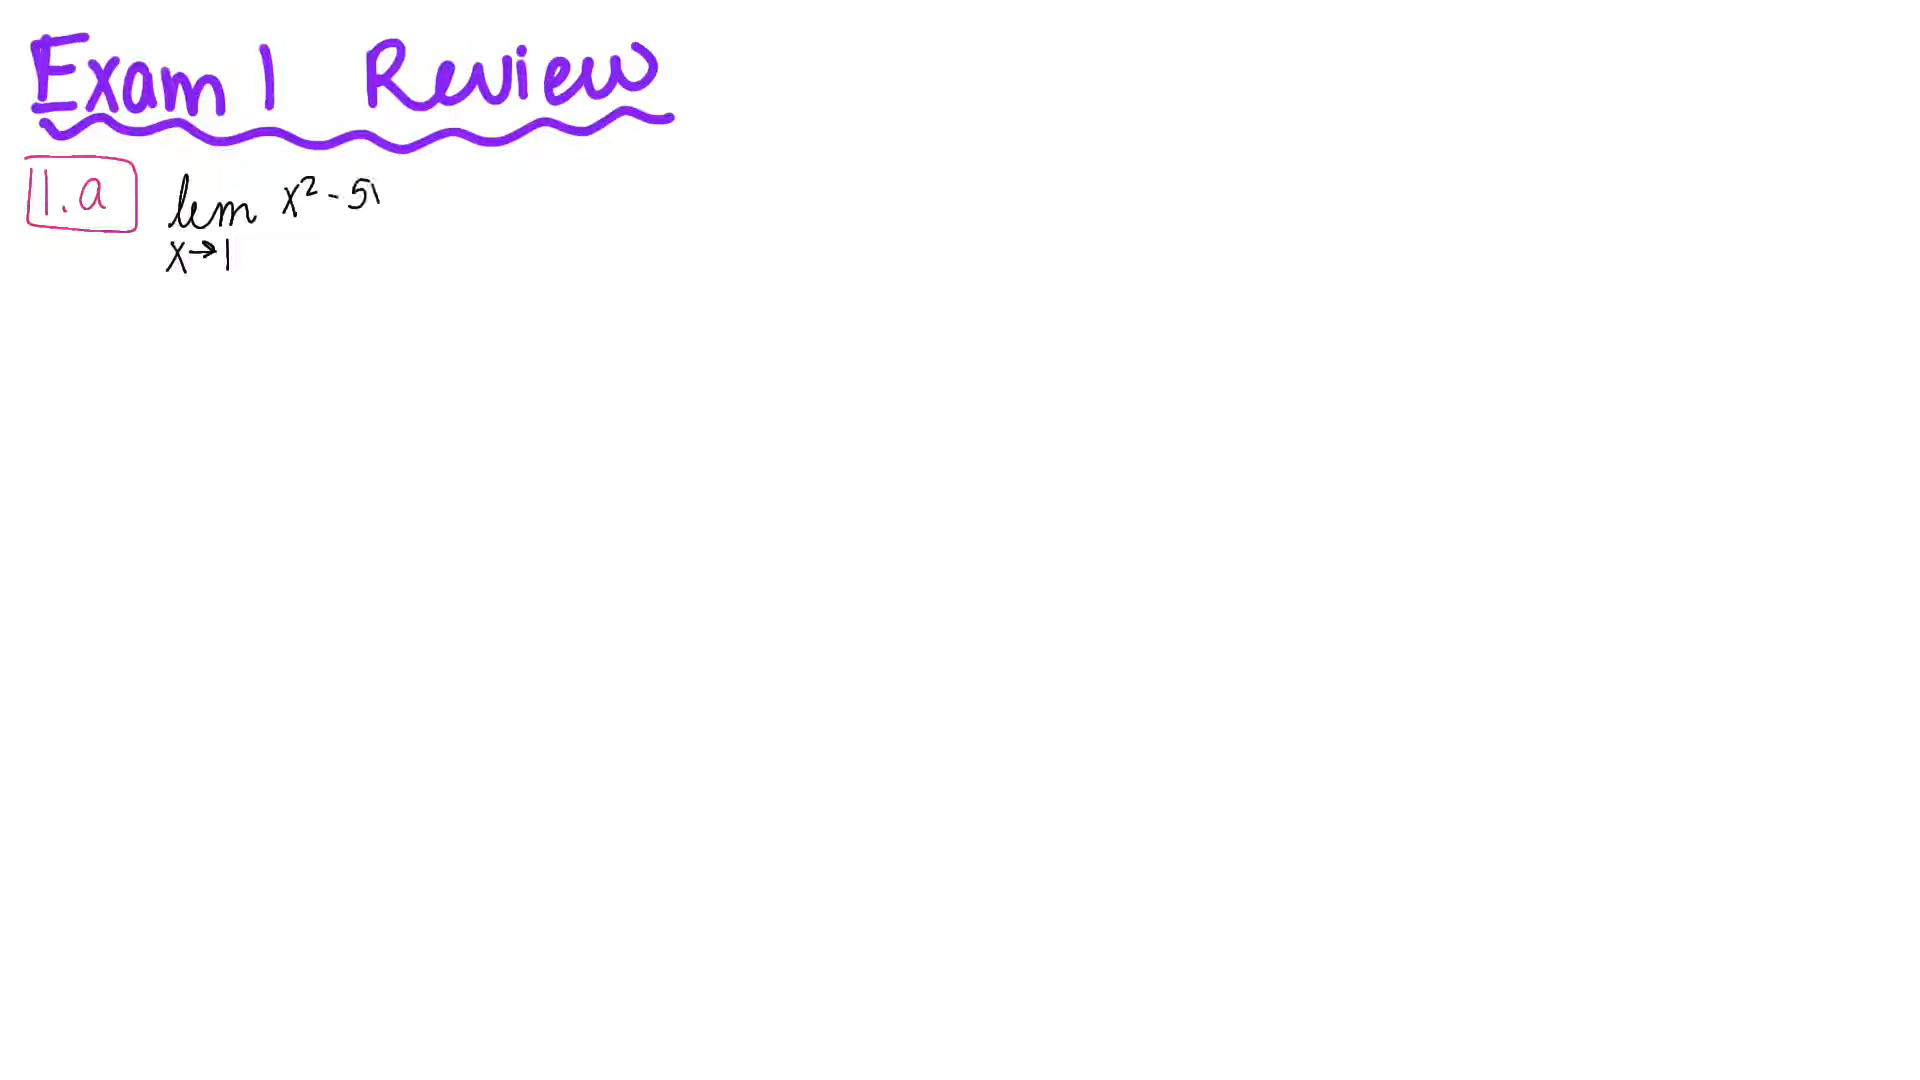 Exam 1 Review
1.a lim x² - 5
x→1